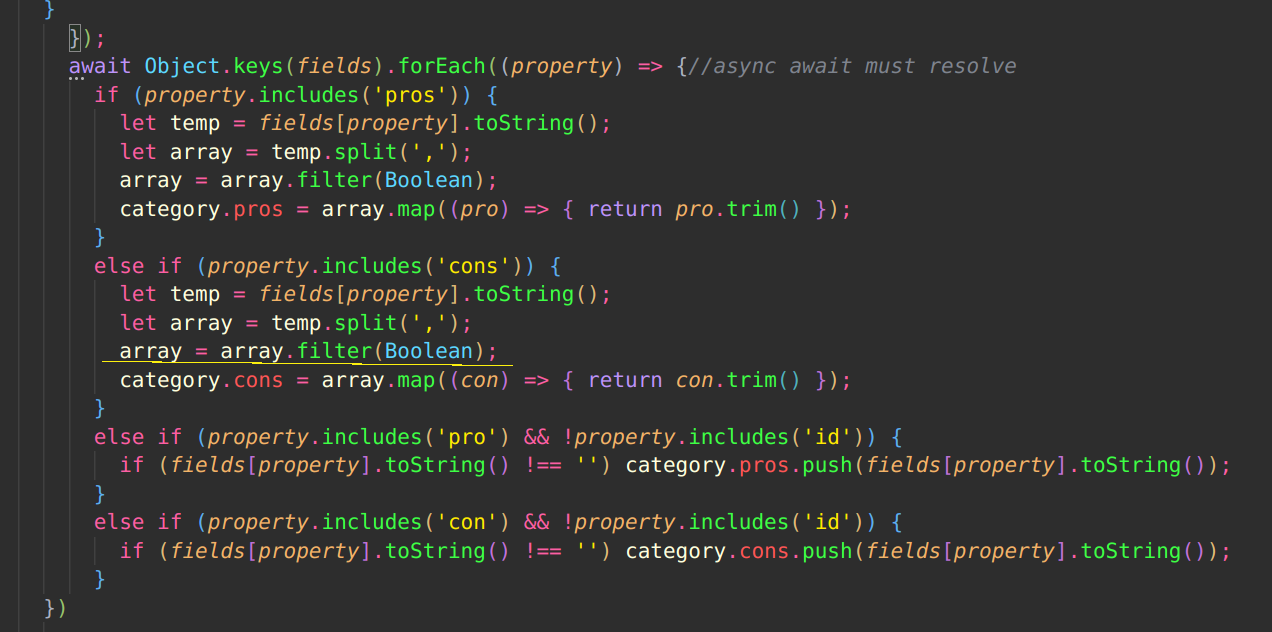 }
});
await Object.keys(fields).forEach((property) => {//async await must resolve
if (property.includes('pros')) {
let temp = fields[property].toString();
let array = temp.split(',');
array = array.filter(Boolean);
category.pros = array.map((pro) => { return pro.trim() });
}
else if (property.includes('cons')) {
let temp = fields[property].toString();
let array = temp.split(',');
array = array.filter(Boolean);
category.cons = array.map((con) => { return con.trim() });
}
else if (property.includes('pro') && !property.includes('id')) {
if (fields[property].toString() !== '') category.pros.push(fields[property].toString());
}
else if (property.includes('con') && !property.includes('id')) {
if (fields[property].toString() !== '') category.cons.push(fields[property].toString());
}
})